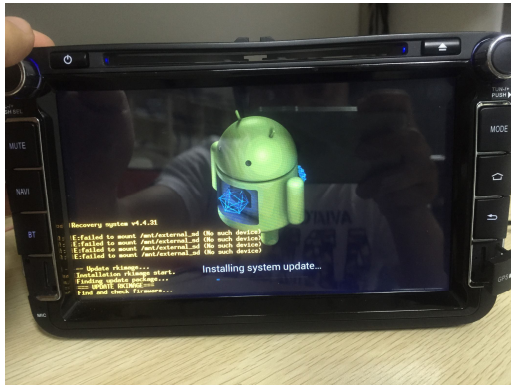 TUNE
PUSH
MUTE
MODE
NAVI
BT
Recovery system v4.4.31
E:failed to mount /mnt/external_sd (No such device)
E:failed to mount /mnt/external_sd (No such device)
E:failed to mount /mnt/external_sd (No such device)
E:failed to mount /mnt/external_sd (No such device)
-- Update rkimage...
Installation rkimage start.
Finding update package...
=== UPDATE RKIMAGE===
Find and check firmware...
Installing system update...
GPS
MIC